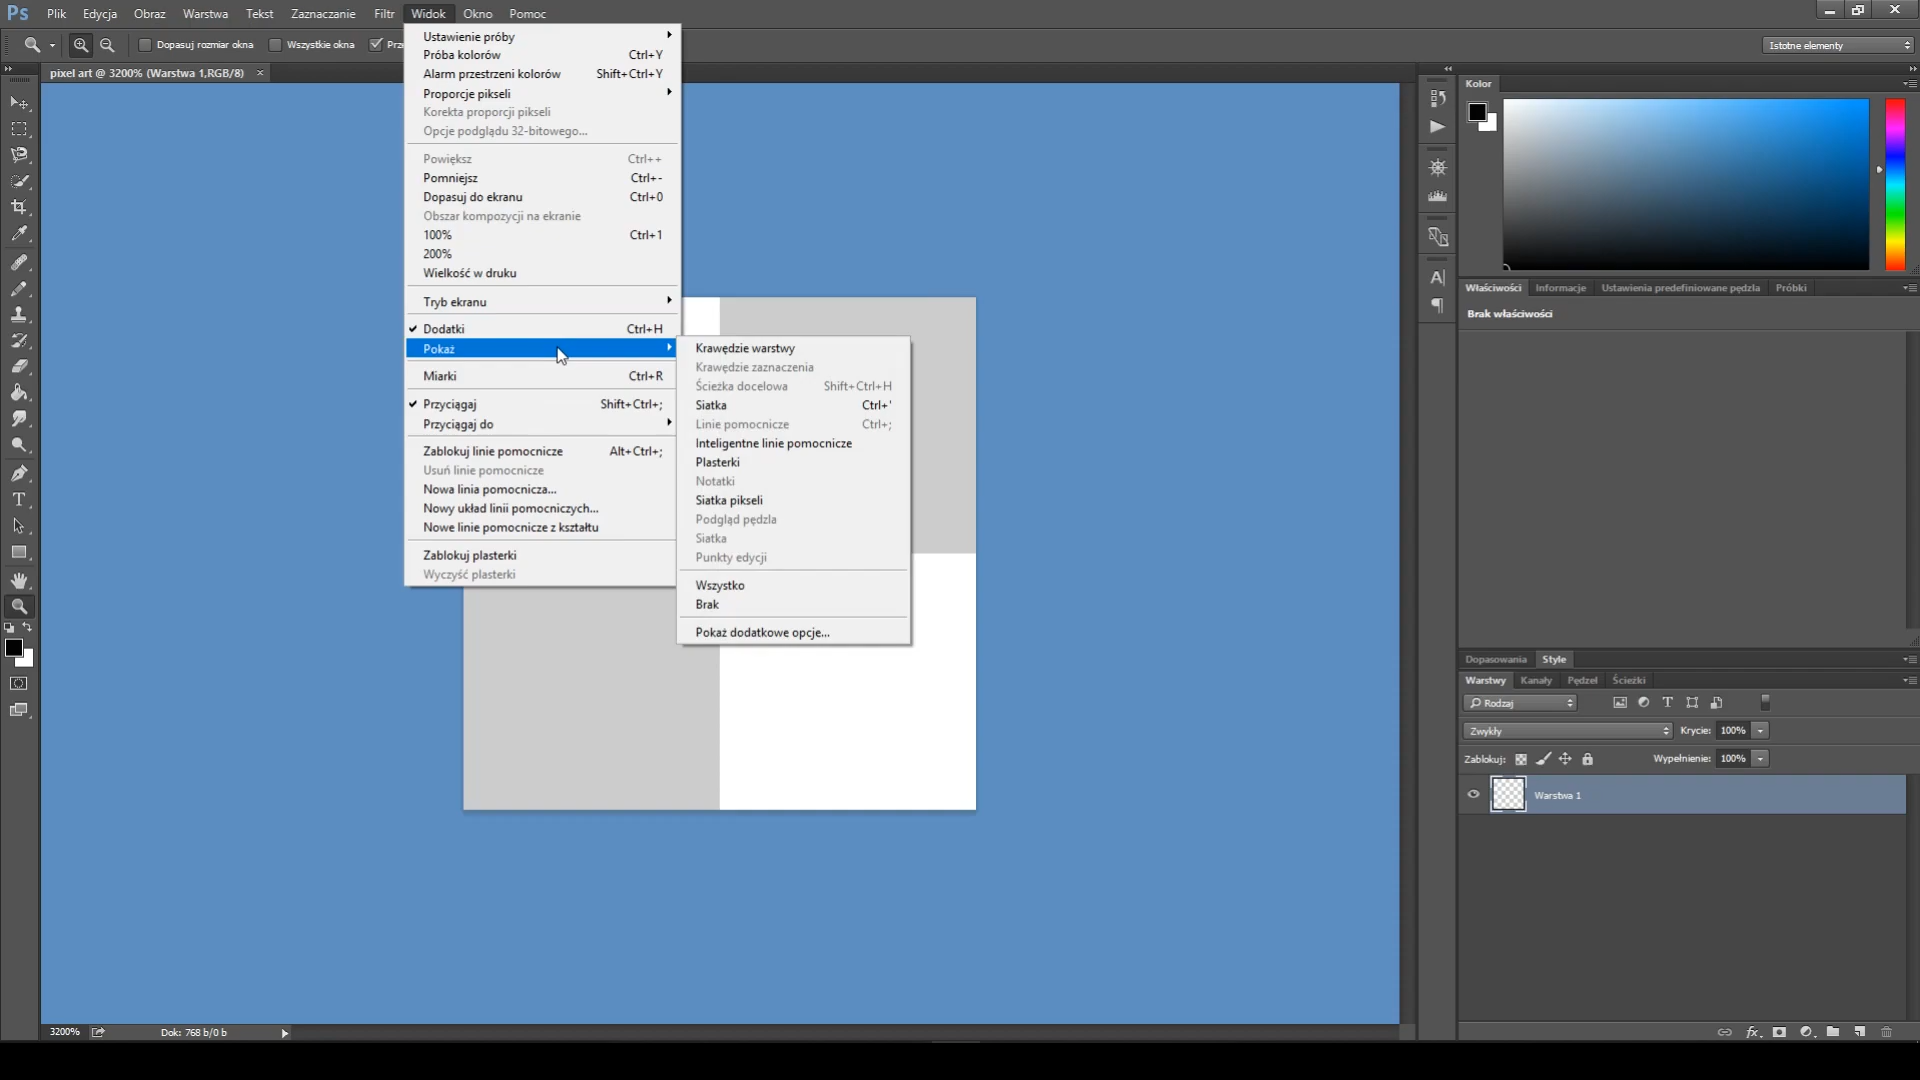 Ps Plik Edycja Obraz Warstwa Tekst Zaznaczanie Filtr Widok Okno Pomoc
Dopasuj rozmiar okna Wszystkie okna Istotne elementy
pixel art @ 3200% (Warstwa 1,RGB/8) ×
Ustawienie próby
Próba kolorów Ctrl+Y
Alarm przestrzeni kolorów Shift+Ctrl+Y
Proporcje pikseli
Korekta proporcji pikseli
Opcje podglądu 32-bitowego...
Powiększ Ctrl++
Pomniejsz Ctrl+-
Dopasuj do ekranu Ctrl+0
Obszar kompozycji na ekranie
100% Ctrl+1
200%
Wielkość w druku
Tryb ekranu
Dodatki Ctrl+H
Pokaż
Miarki Ctrl+R
Przyciągaj Shift+Ctrl+;
Przyciągaj do
Zablokuj linie pomocnicze Alt+Ctrl+;
Usuń linie pomocnicze
Nowa linia pomocnicza...
Nowy układ linii pomocniczych...
Nowe linie pomocnicze z kształtu
Zablokuj plasterki
Wyczyść plasterki
Krawędzie warstwy
Krawędzie zaznaczenia
Ścieżka docelowa Shift+Ctrl+H
Siatka Ctrl+'
Linie pomocnicze Ctrl+;
Inteligentne linie pomocnicze
Plasterki
Notatki
Siatka pikseli
Podgląd pędzla
Siatka
Punkty edycji
Wszystko
Brak
Pokaż dodatkowe opcje...
Kolor
Właściwości Informacje Ustawienia predefiniowane pędzla Próbki
Brak właściwości
Dopasowania Style
Warstwy Kanały Pędzel Ścieżki
Rodzaj
Zwykły Krycie: 100%
Zablokuj: Wypełnienie: 100%
Warstwa 1
3200% Dok: 768 b/0 b